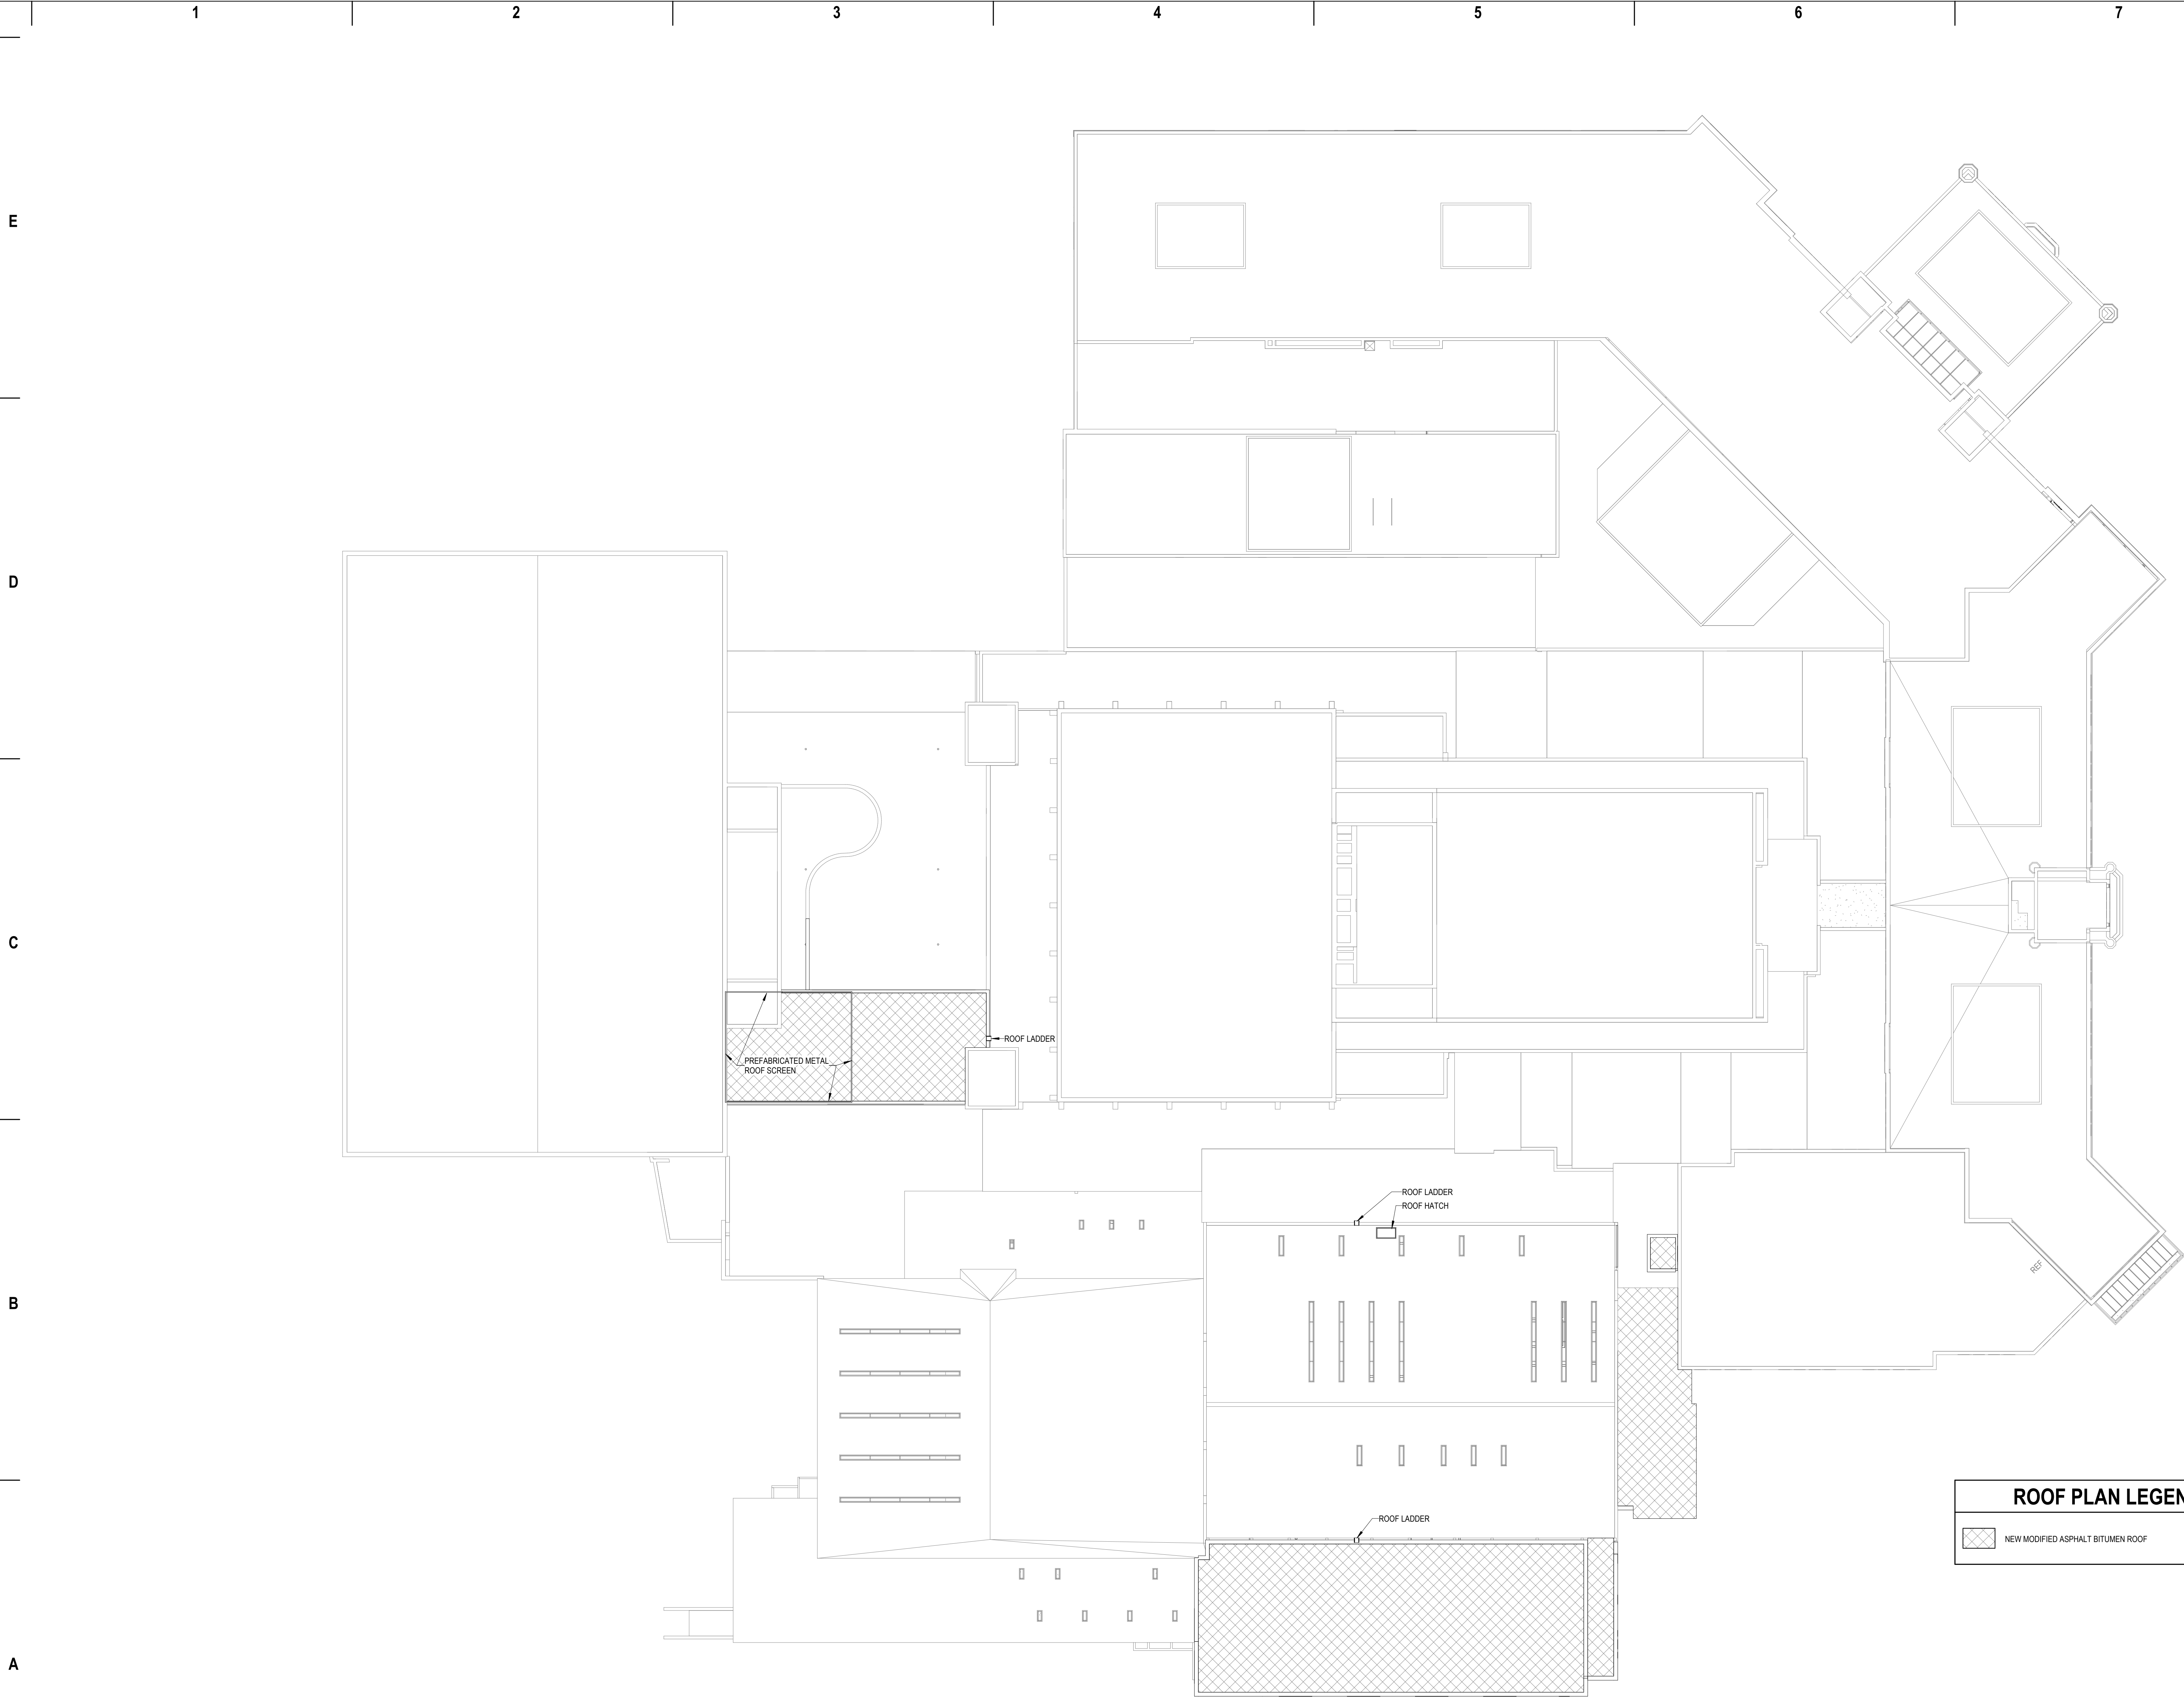 1 2 3 4 5 6 7
E
D
C
B
A
ROOF LADDER
PREFABRICATED METAL
ROOF SCREEN
ROOF LADDER
ROOF HATCH
REF
ROOF PLAN LEGEN
ROOF LADDER
NEW MODIFIED ASPHALT BITUMEN ROOF